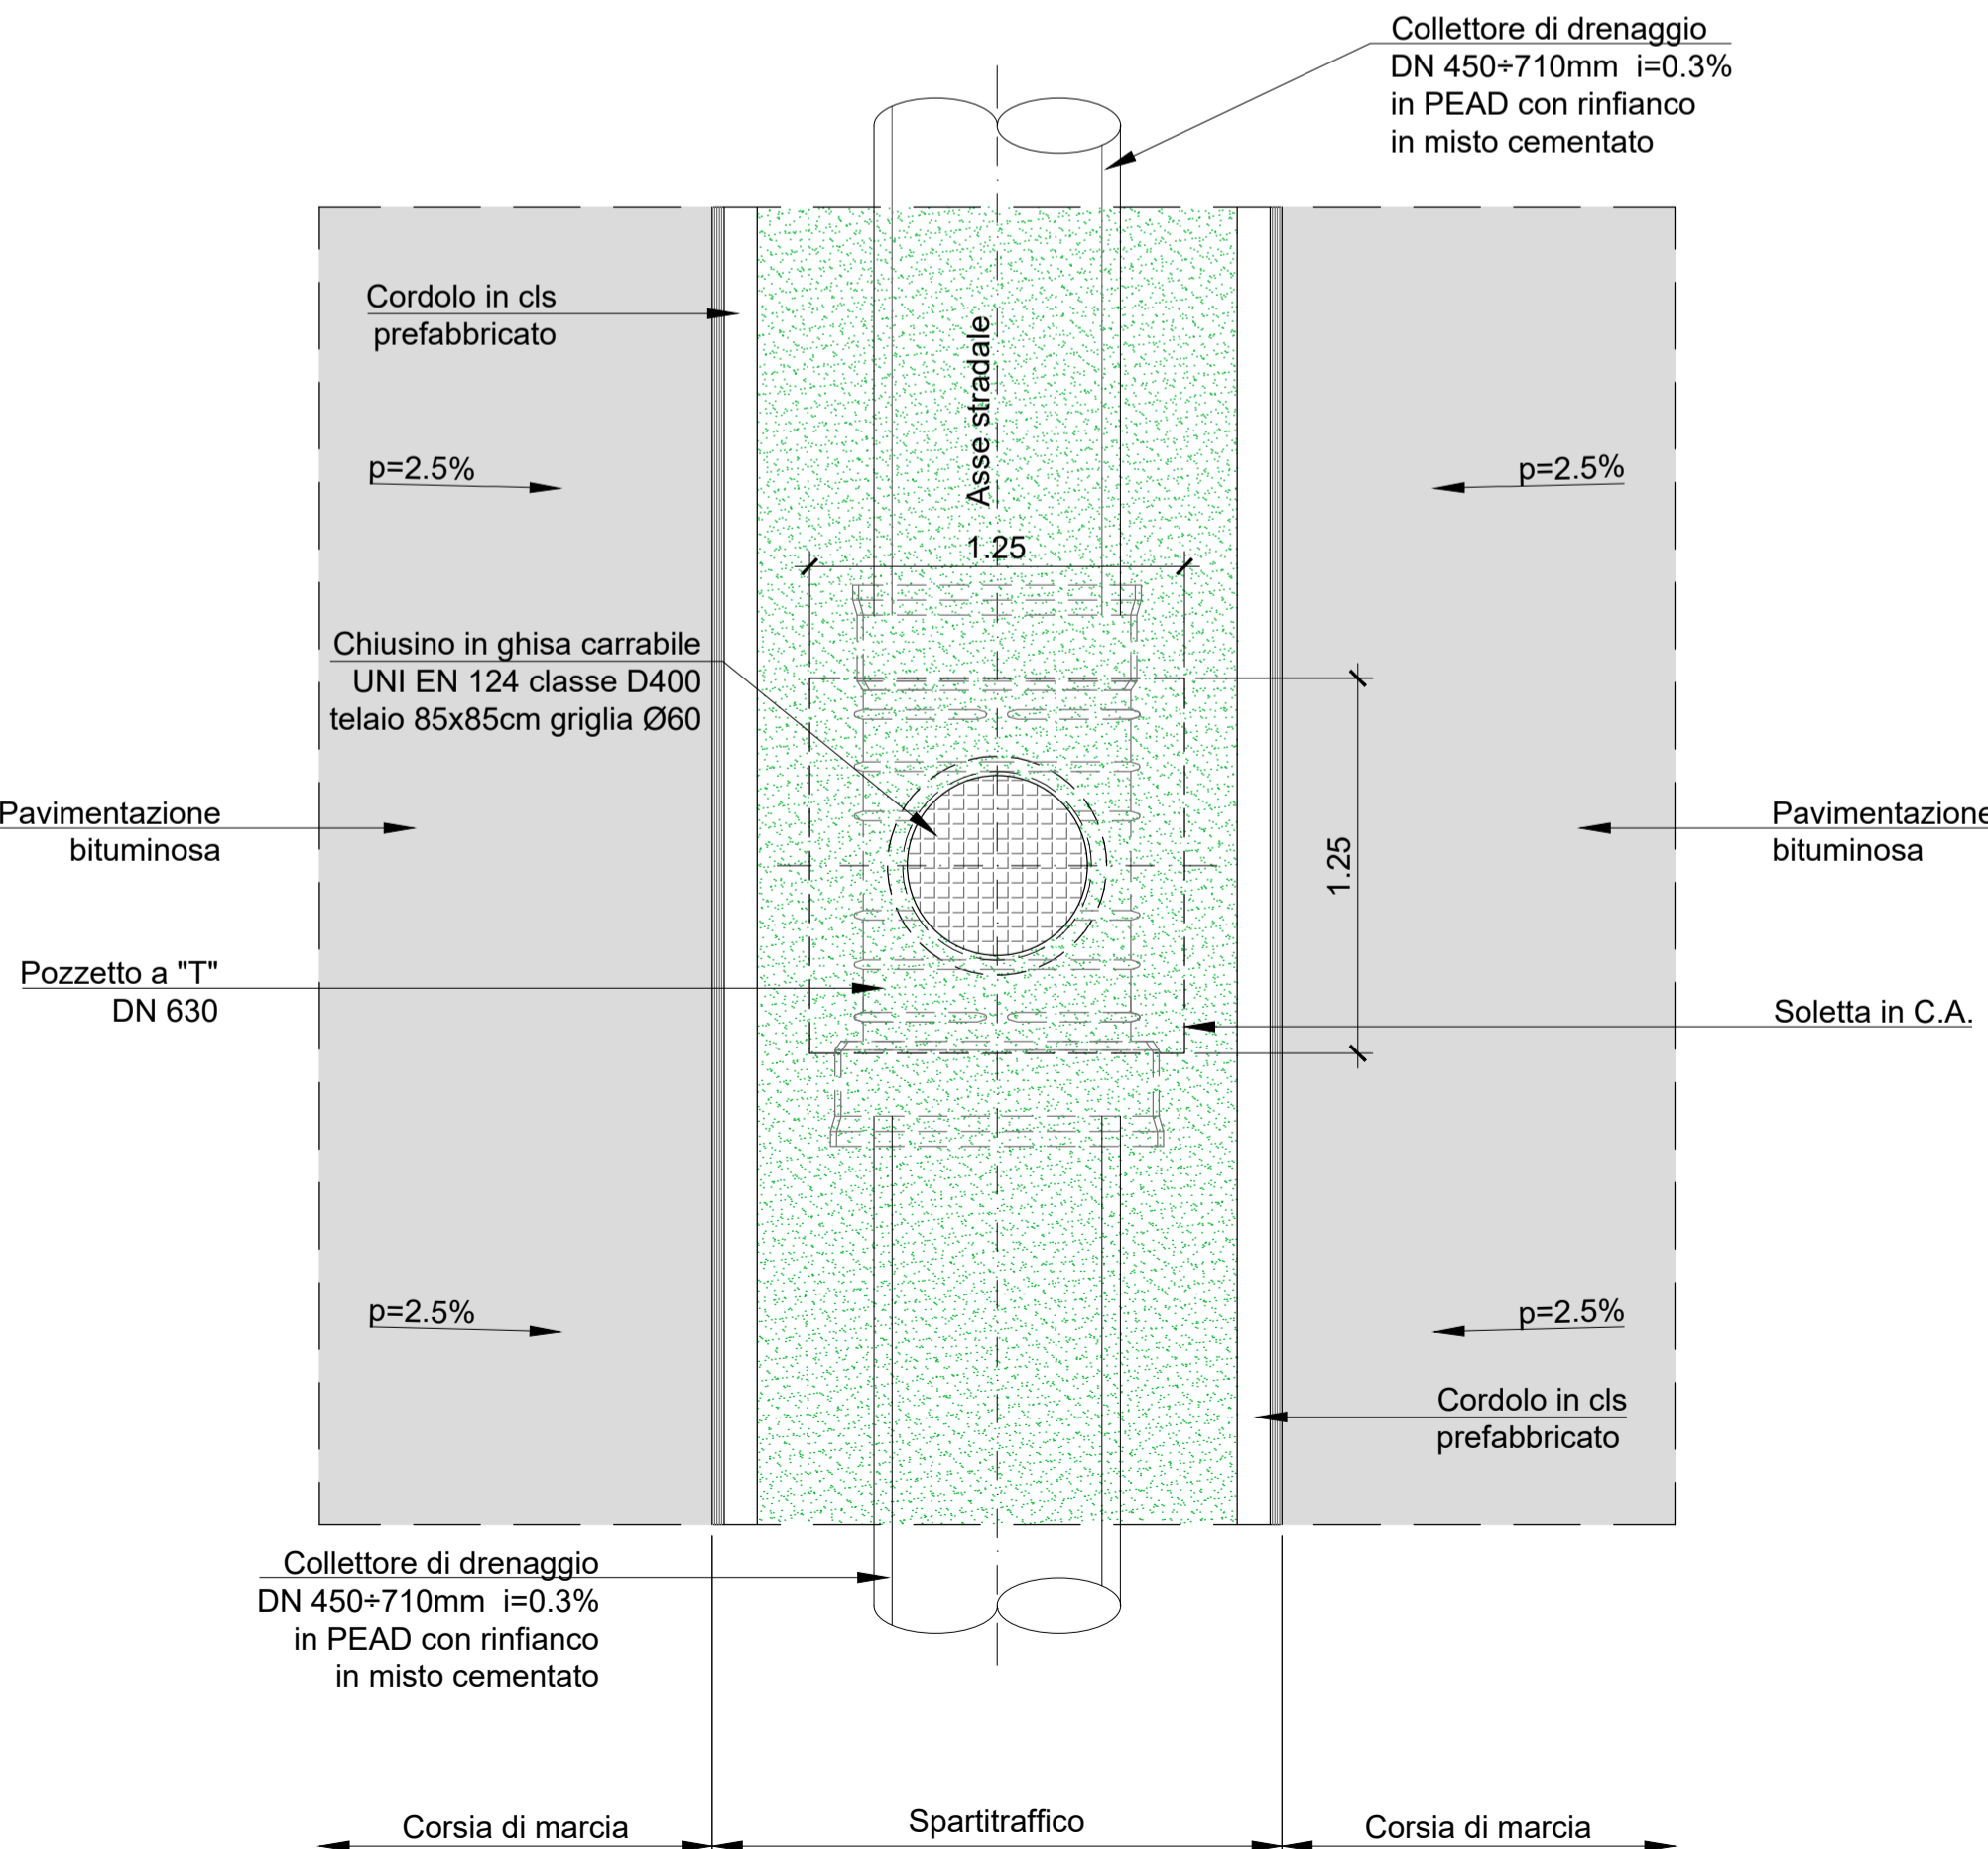 Collettore di drenaggio
DN 450÷710mm i=0.3%
in PEAD con rinfianco
in misto cementato
Cordolo in cls
prefabbricato
Asse stradale
p=2.5%
p=2.5%
1.25
Chiusino in ghisa carrabile
UNI EN 124 classe D400
telaio 85x85cm griglia Ø60
Pavimentazione
bituminosa
1.25
Pavimentazione
bituminosa
Pozzetto a "T"
DN 630
Soletta in C.A.
p=2.5%
p=2.5%
Cordolo in cls
prefabbricato
Collettore di drenaggio
DN 450÷710mm i=0.3%
in PEAD con rinfianco
in misto cementato
Corsia di marcia
Spartitraffico
Corsia di marcia